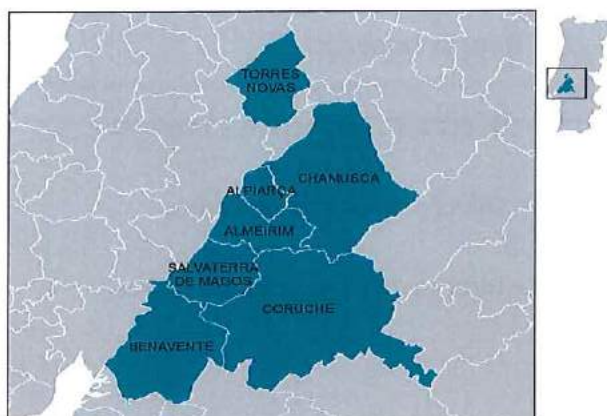 TORRES
NOVAS
CHAMUSCA
ALPIARÇA
ALMEIRIM
SALVATERRA
DE MAGOS
CORUCHE
BENAVENTE